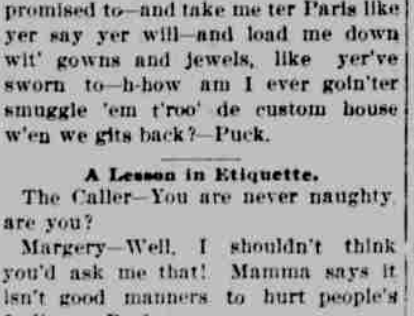 promised to—and take me ter Paris like
yer say yer will—and load me down
wit' gowns and jewels, like yer've
sworn to—h-how am I ever goin'ter
smuggle 'em t'roo' de custom house
w'en we gits back?—Puck.
A Lesson in Etiquette.
The Caller—You are never naughty
are you?
Margery—Well, I shouldn't think
you'd ask me that! Mamma says it
isn't good manners to hurt people's